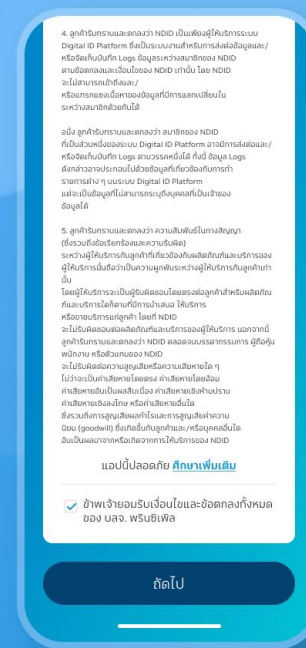 4. ลูกค้ารับทราบและตกลงว่า NDID เป็นเพียงผู้ให้บริการระบบ
Digital ID Platform ซึ่งเป็นระบบงานสำหรับการส่งต่อข้อมูลและ/
หรือจัดเก็บบันทึก Logs ข้อมูลระหว่างสมาชิกของ NDID
ตามข้อตกลงและเงื่อนไขของ NDID เท่านั้น โดย NDID
จะไม่สามารถเข้าถึงและ/
หรือแทรกแซงเนื้อหาของข้อมูลที่มีการแลกเปลี่ยนใน
ระหว่างสมาชิกด้วยกันได้
อนึ่ง ลูกค้ารับทราบและตกลงว่า สมาชิกของ NDID
ที่เป็นส่วนหนึ่งของระบบ Digital ID Platform อาจมีการส่งต่อและ/
หรือจัดเก็บบันทึก Logs ตามวรรคหนึ่งได้ ทั้งนี้ ข้อมูล Logs
ดังกล่าวอาจประกอบไปด้วยข้อมูลที่เกี่ยวข้องกับการทำ
รายการต่าง ๆ บนระบบ Digital ID Platform
แต่จะเป็นข้อมูลที่ไม่สามารถระบุถึงบุคคลที่เป็นเจ้าของ
ข้อมูลได้
5. ลูกค้ารับทราบและตกลงว่า ความสัมพันธ์ในทางสัญญา
(ซึ่งรวมถึงข้อเรียกร้องและความรับผิด)
ระหว่างผู้ให้บริการกับลูกค้าที่เกี่ยวข้องกับผลิตภัณฑ์และบริการของ
ผู้ให้บริการนั้นถือว่าเป็นความผูกพันระหว่างผู้ให้บริการกับลูกค้าเท่า
นั้น
โดยผู้ให้บริการจะเป็นผู้รับผิดชอบโดยตรงต่อลูกค้าสำหรับผลิตภัณ
ฑ์และบริการใดก็ตามที่มีการนำเสนอ ให้บริการ
หรือขายบริการแก่ลูกค้า โดยที่ NDID
จะไม่รับผิดชอบต่อผลิตภัณฑ์และบริการของผู้ให้บริการ นอกจากนี้
ลูกค้ารับทราบและตกลงว่า NDID ตลอดจนบรรดากรรมการ ผู้ถือหุ้น
พนักงาน หรือตัวแทนของ NDID
จะไม่รับผิดต่อความสูญเสียหรือความเสียหายใด ๆ
ไม่ว่าจะเป็นค่าเสียหายโดยตรง ค่าเสียหายโดยอ้อม
ค่าเสียหายอันเป็นผลสืบเนื่อง ค่าเสียหายเชิงห้ามปราม
ค่าเสียหายเชิงลงโทษ หรือค่าเสียหายอื่นใด
ซึ่งรวมถึงการสูญเสียผลกำไรและการสูญเสียค่าความ
นิยม (goodwill) ซึ่งเกิดขึ้นกับลูกค้าและ/หรือบุคคลอื่นใด
อันเป็นผลมาจากหรือเกิดจากการให้บริการของ NDID
แอปนี้ปลอดภัย ศึกษาเพิ่มเติม
ข้าพเจ้ายอมรับเงื่อนไขและข้อตกลงทั้งหมด
ของ บลจ. พรินซิเพิล
ถัดไป